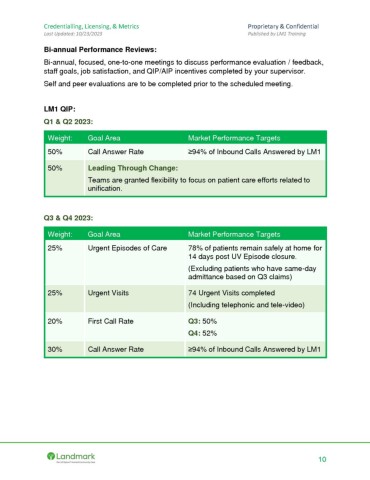 Credentialling, Licensing, & Metrics Proprietary & Confidential
Last Updated: 10/23/2023 Published by LM1 Training
Bi-annual Performance Reviews:
Bi-annual, focused, one-to-one meetings to discuss performance evaluation / feedback,
staff goals, job satisfaction, and QIP/AIP incentives completed by your supervisor.
Self and peer evaluations are to be completed prior to the scheduled meeting.
LM1 QIP:
Q1 & Q2 2023:
Weight: Goal Area Market Performance Targets
50% Call Answer Rate ≥94% of Inbound Calls Answered by LM1
50% Leading Through Change:
Teams are granted flexibility to focus on patient care efforts related to
unification.
Q3 & Q4 2023:
Weight: Goal Area Market Performance Targets
25% Urgent Episodes of Care 78% of patients remain safely at home for
14 days post UV Episode closure.
(Excluding patients who have same-day
admittance based on Q3 claims)
25% Urgent Visits 74 Urgent Visits completed
(Including telephonic and tele-video)
20% First Call Rate Q3: 50%
Q4: 52%
30% Call Answer Rate ≥94% of Inbound Calls Answered by LM1
Landmark
10